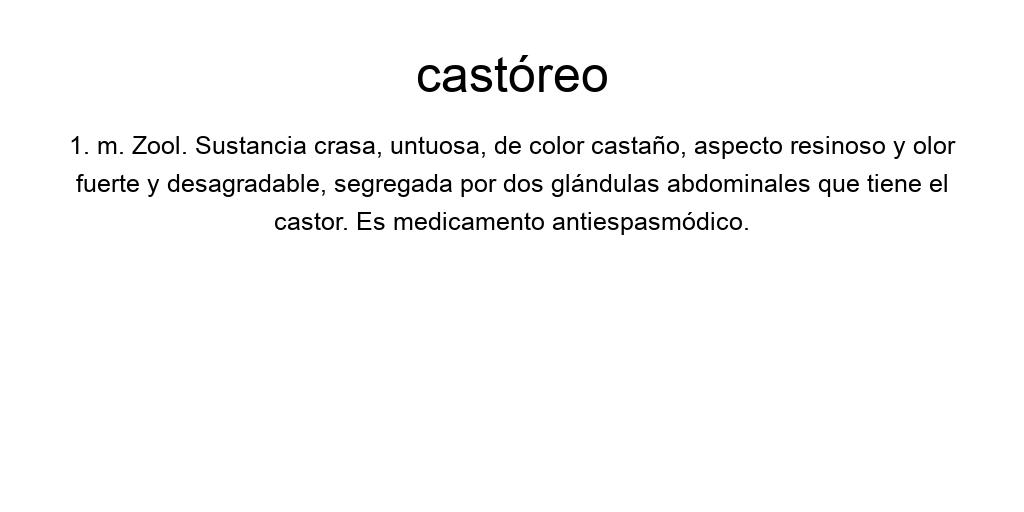 castóreo
1. m. Zool. Sustancia crasa, untuosa, de color castaño, aspecto resinoso y olor
fuerte y desagradable, segregada por dos glándulas abdominales que tiene el
castor. Es medicamento antiespasmódico.